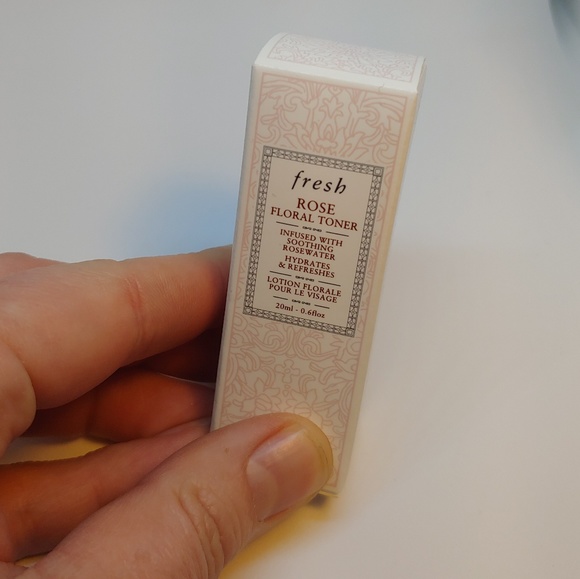 fresh
ROSE
FLORAL TONER
INFUSED WITH
SOOTHING
ROSEWATER
HYDRATES
& REFRESHES
LOTION FLORALE
POUR LE VISAGE
20ml - 0.6floz